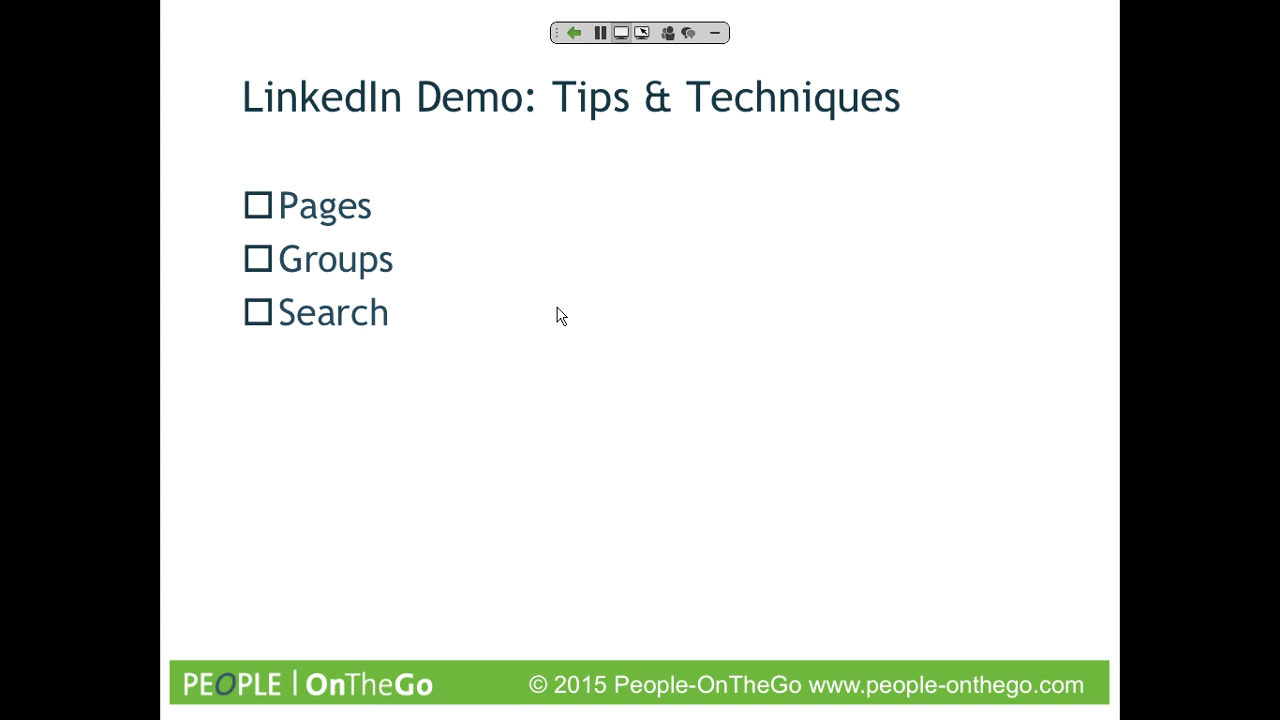 LinkedIn Demo: Tips & Techniques
Pages
Groups
Search
PEOPLE | OnTheGo © 2015 People-OnTheGo www.people-onthego.com